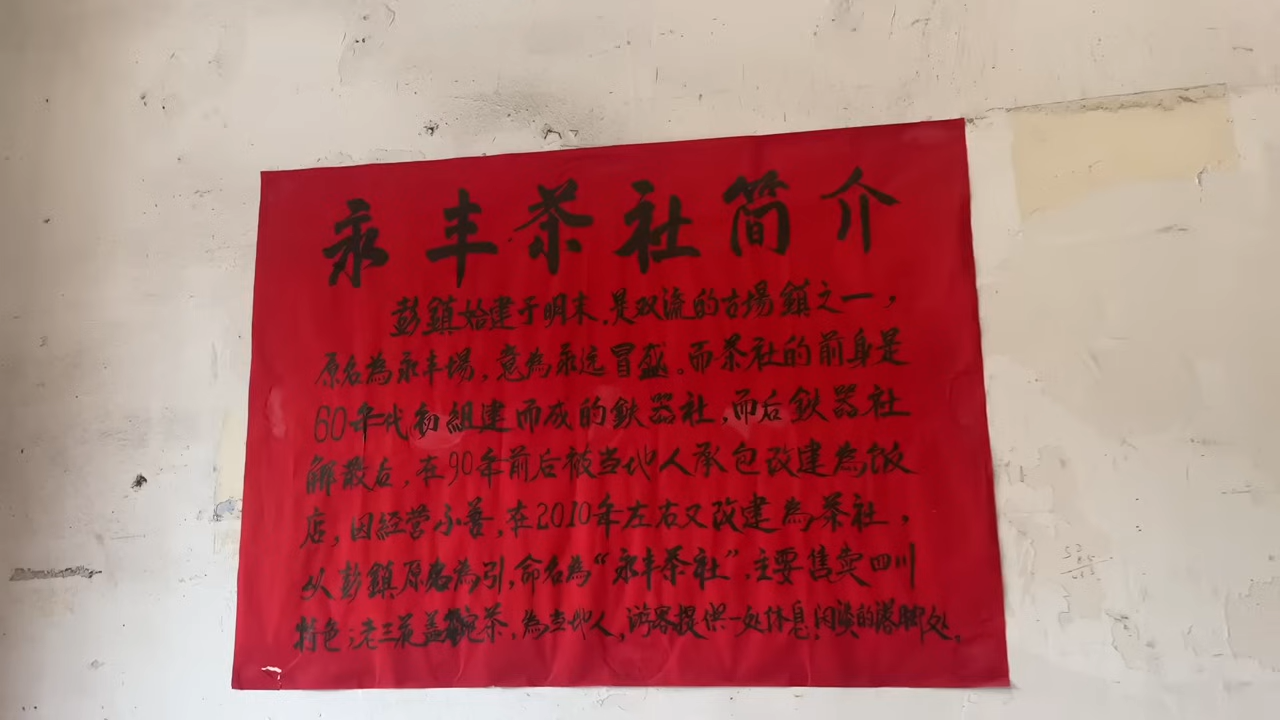 永丰茶社简介
彭鎮始建于明末,是双流的古場鎮之一,
原名為永丰場,意為永远冒盛。而茶社的前身是
60年代初組建而成的鉄器社,而后鉄器社
解散后,在90年前后被当地人承包改建為饭
店,因経营不善,在2010年左右又改建為茶社,
从彭鎮原名為引,命名為“永丰茶社”.主要售卖四川
特色;老三花盖碗茶,為当地人,游客提供一处休息,闲淡的落脚处。